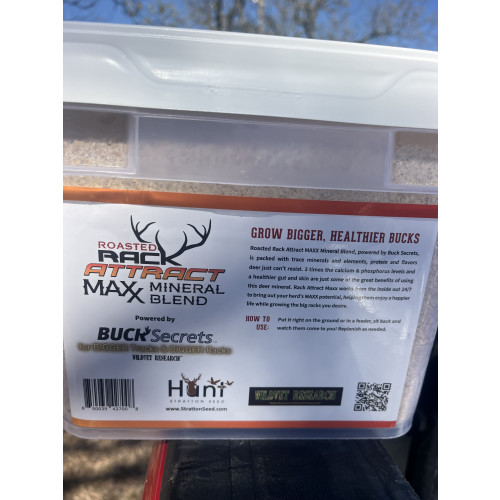 ROASTED
RACK
ATTRACT
MAXX MINERAL
BLEND
Powered by
BUCK Secrets
for BIGGER Tracks & BIGGER Racks
WILDVET RESEARCH
GROW BIGGER, HEALTHIER BUCKS
Roasted Rack Attract MAXX Mineral Blend, powered by Buck Secrets,
is packed with trace minerals and elements, protein and flavors
deer just can't resist. 2 times the calcium & phosphorus levels and
a healthier gut and skin are just some of the great benefits of using
this deer mineral. Rack Attract Maxx works from the inside out 24/7
to bring out your herd's MAXX potential, helping them enjoy a happier
life while growing the big racks you desire.
HOW TO
USE:
Put it right on the ground or in a feeder, sit back and
watch them come to you! Replenish as needed.
Hunt
STRATTON SEED
www.StrattonSeed.com
WILDVET RESEARCH